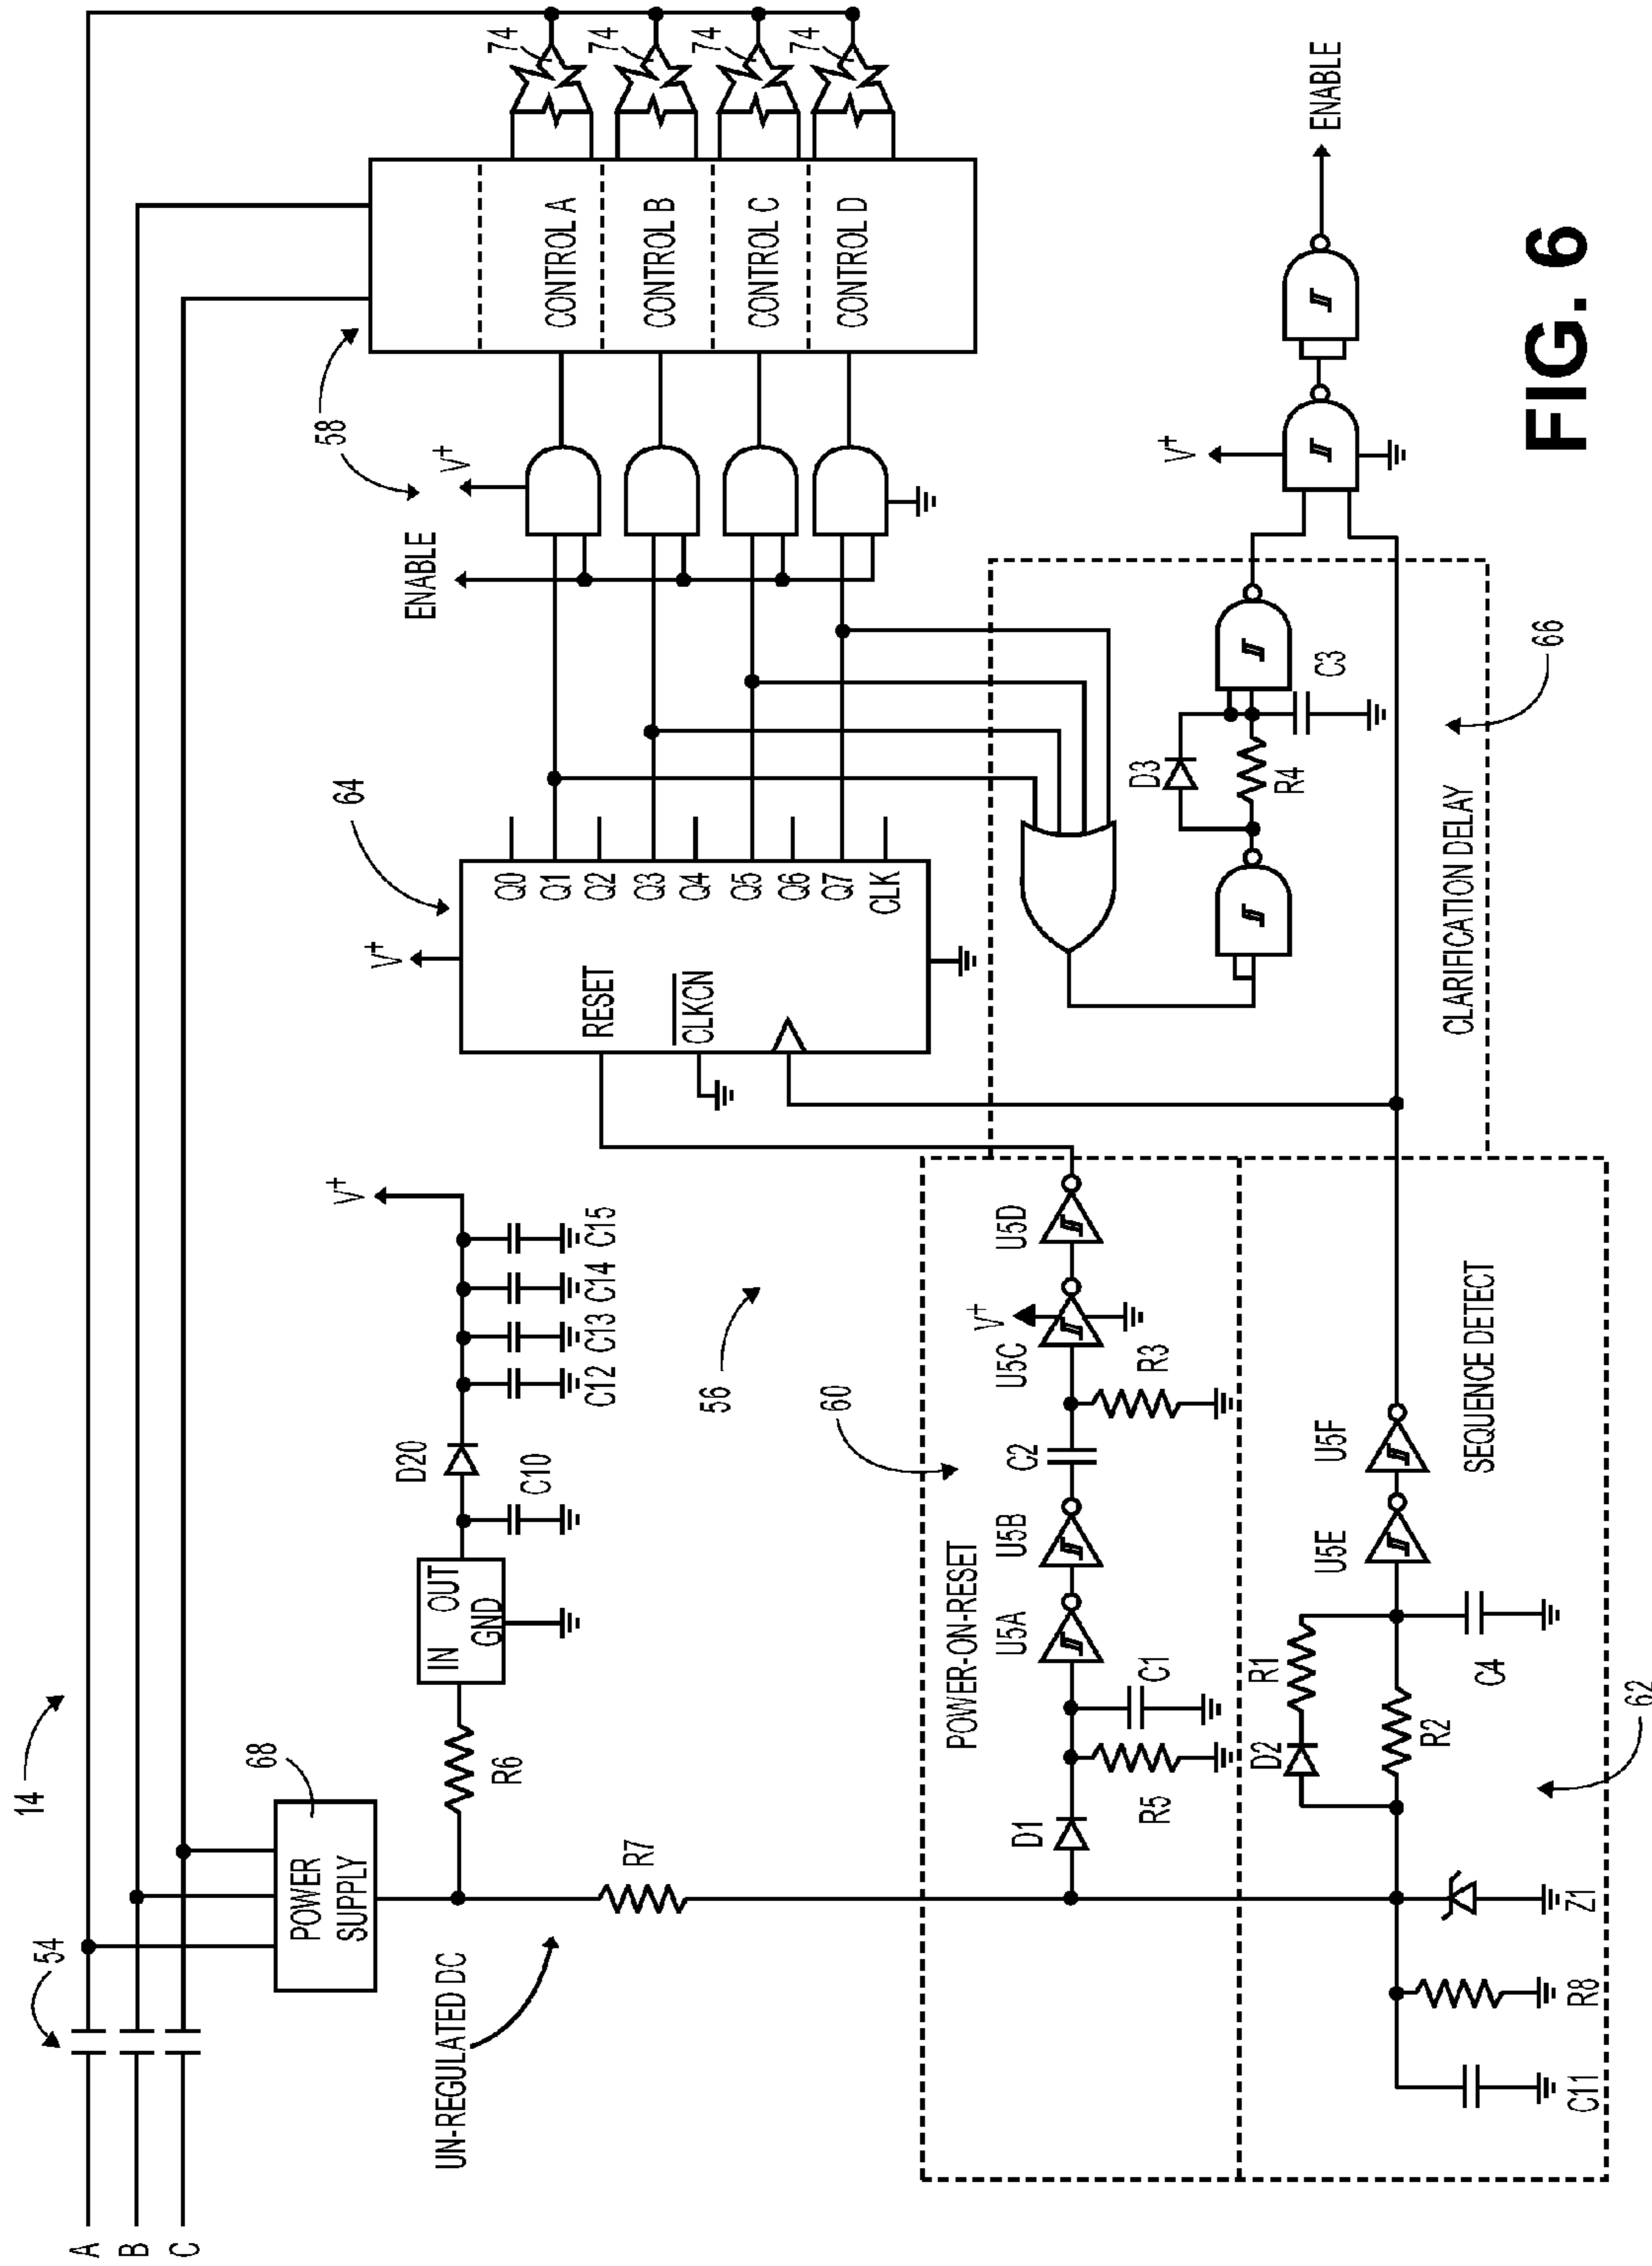 14
54
A
B
C
68
POWER
SUPPLY
UN-REGULATED DC
R7
R6
IN
OUT
GND
C10
D20
C12
C13
C14
C15
V+
56
64
V+
RESET
CLKCN
Q0
Q1
Q2
Q3
Q4
Q5
Q6
Q7
CLK
ENABLE
V+
58
CONTROL A
CONTROL B
CONTROL C
CONTROL D
74
74
74
74
60
POWER-ON-RESET
D1
R5
C1
U5A
U5B
C2
R3
U5C
V+
U5D
C11
R8
Z1
D2
R1
R2
C4
U5E
U5F
SEQUENCE DETECT
62
D3
R4
C3
CLARIFICATION DELAY
66
V+
ENABLE
FIG. 6